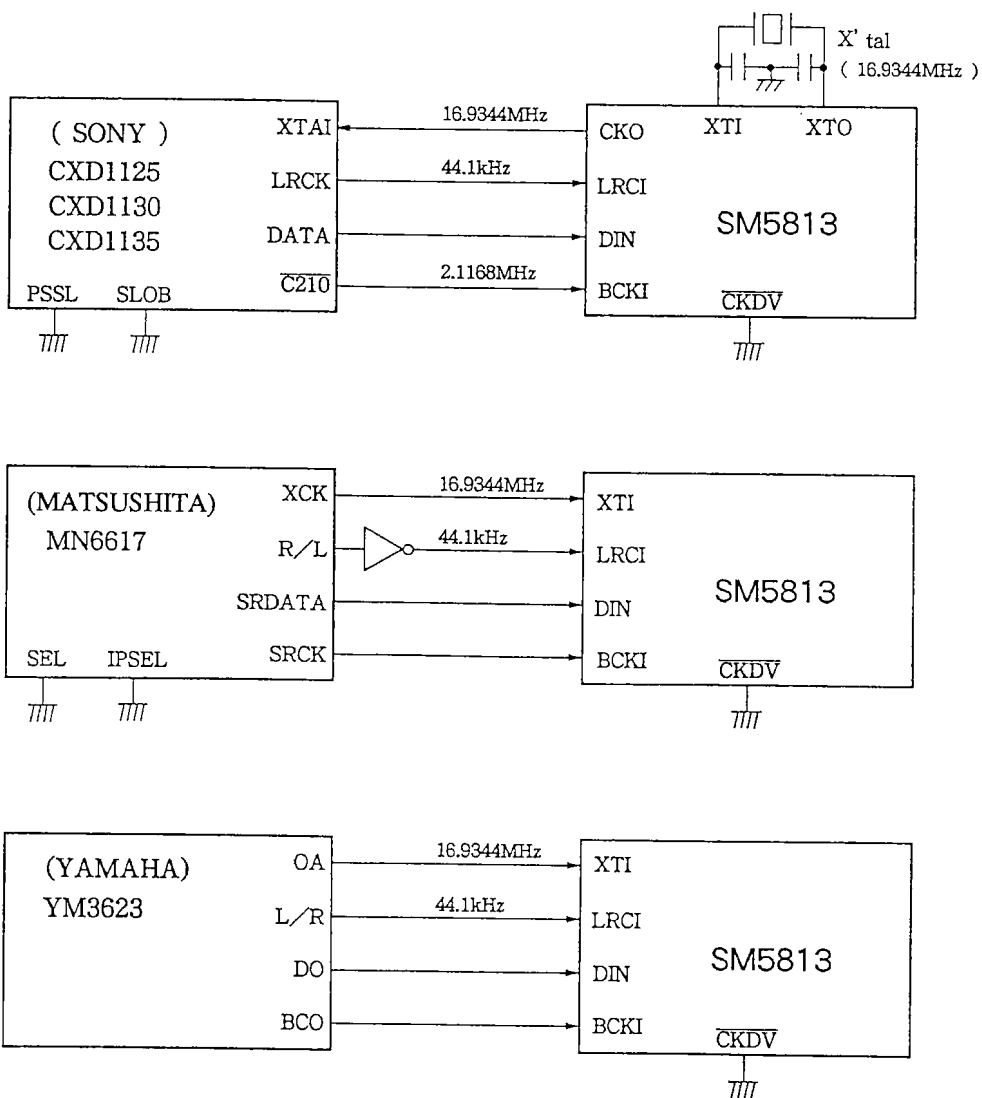 X' tal
( 16.9344MHz )
( SONY )
CXD1125
CXD1130
CXD1135
XTAI
LRCK
DATA
C210
PSSL SLOB
16.9344MHz
44.1kHz
2.1168MHz
CKO XTI XTO
LRCI
DIN
BCKI
SM5813
CKDV
(MATSUSHITA)
MN6617
XCK
R/L
SRDATA
SRCK
SEL IPSEL
16.9344MHz
44.1kHz
XTI
LRCI
DIN
BCKI
SM5813
CKDV
(YAMAHA)
YM3623
OA
L/R
DO
BCO
16.9344MHz
44.1kHz
XTI
LRCI
DIN
BCKI
SM5813
CKDV